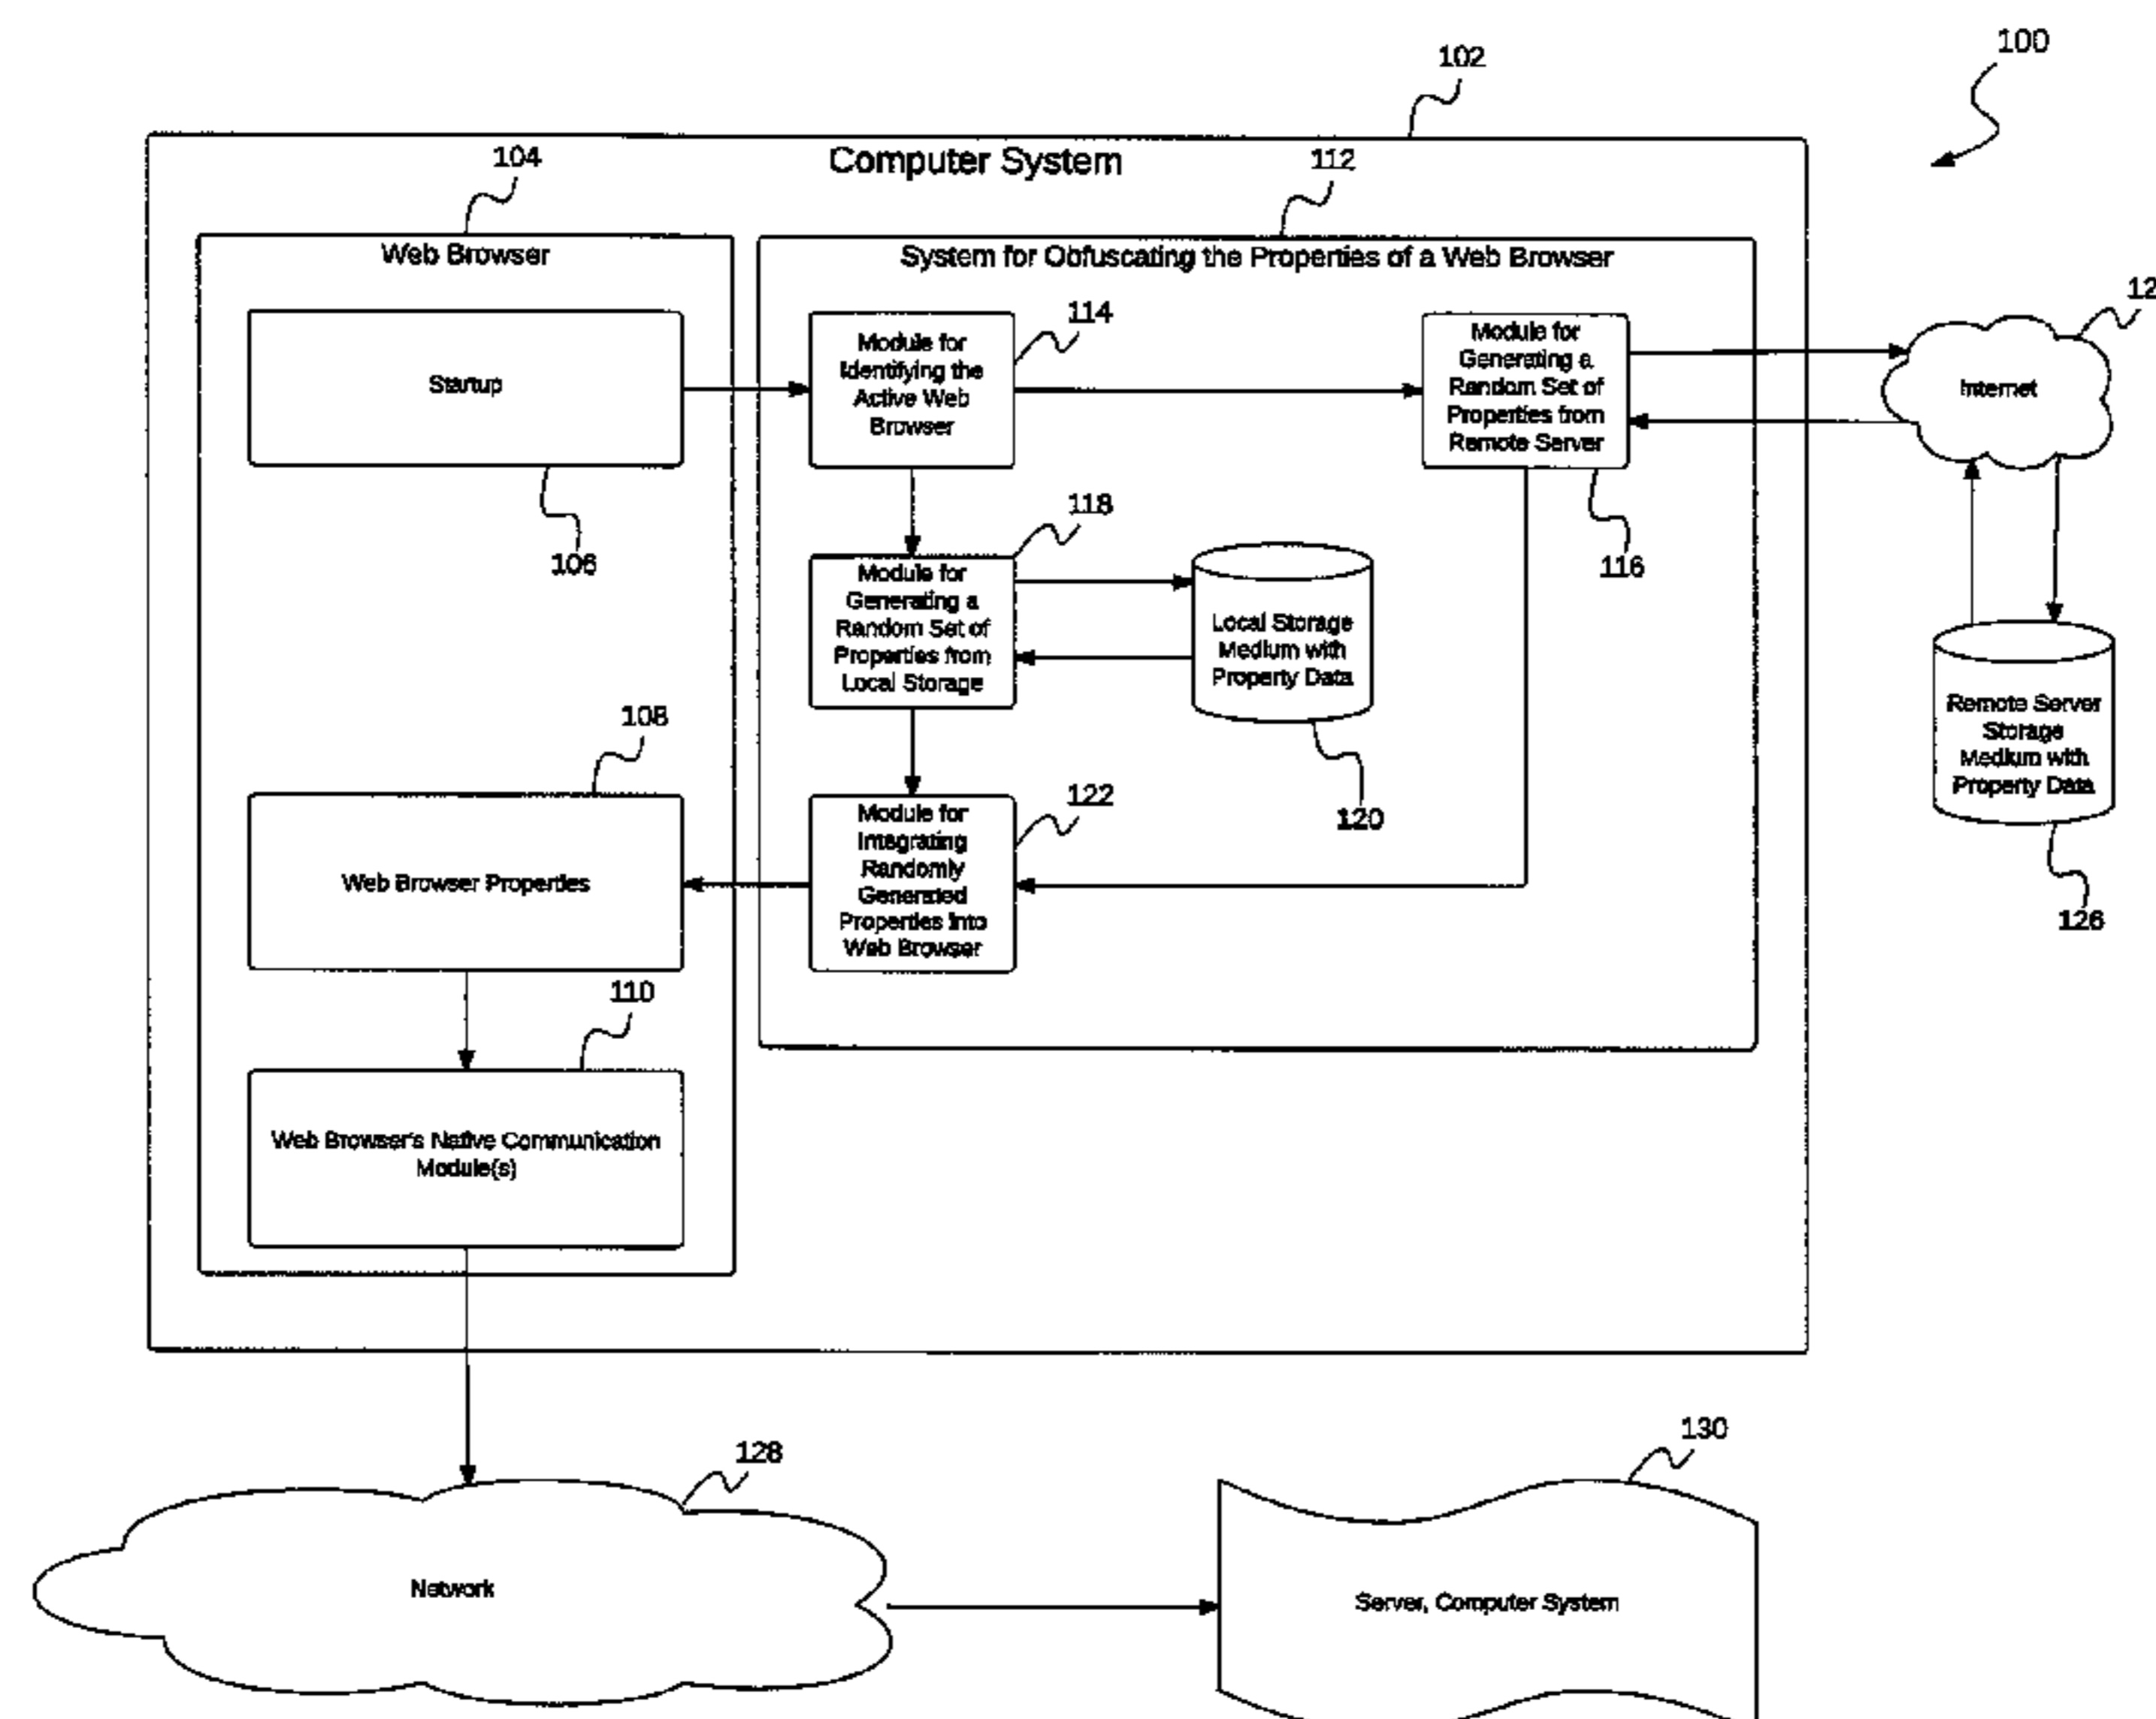 100
102
Computer System
104
112
Web Browser
System for Obfuscating the Properties of a Web Browser
Startup
106
114
Module for
Identifying the
Active Web
Browser
Module for
Generating a
Random Set of
Properties from
Remote Server
116
12
Internet
118
Module for
Generating a
Random Set of
Properties from
Local Storage
Local Storage
Medium with
Property Data
120
Remote Server
Storage
Medium with
Property Data
126
108
Web Browser Properties
122
Module for
Integrating
Randomly
Generated
Properties Into
Web Browser
110
Web Browser's Native Communication
Module(s)
128
Network
130
Server, Computer System